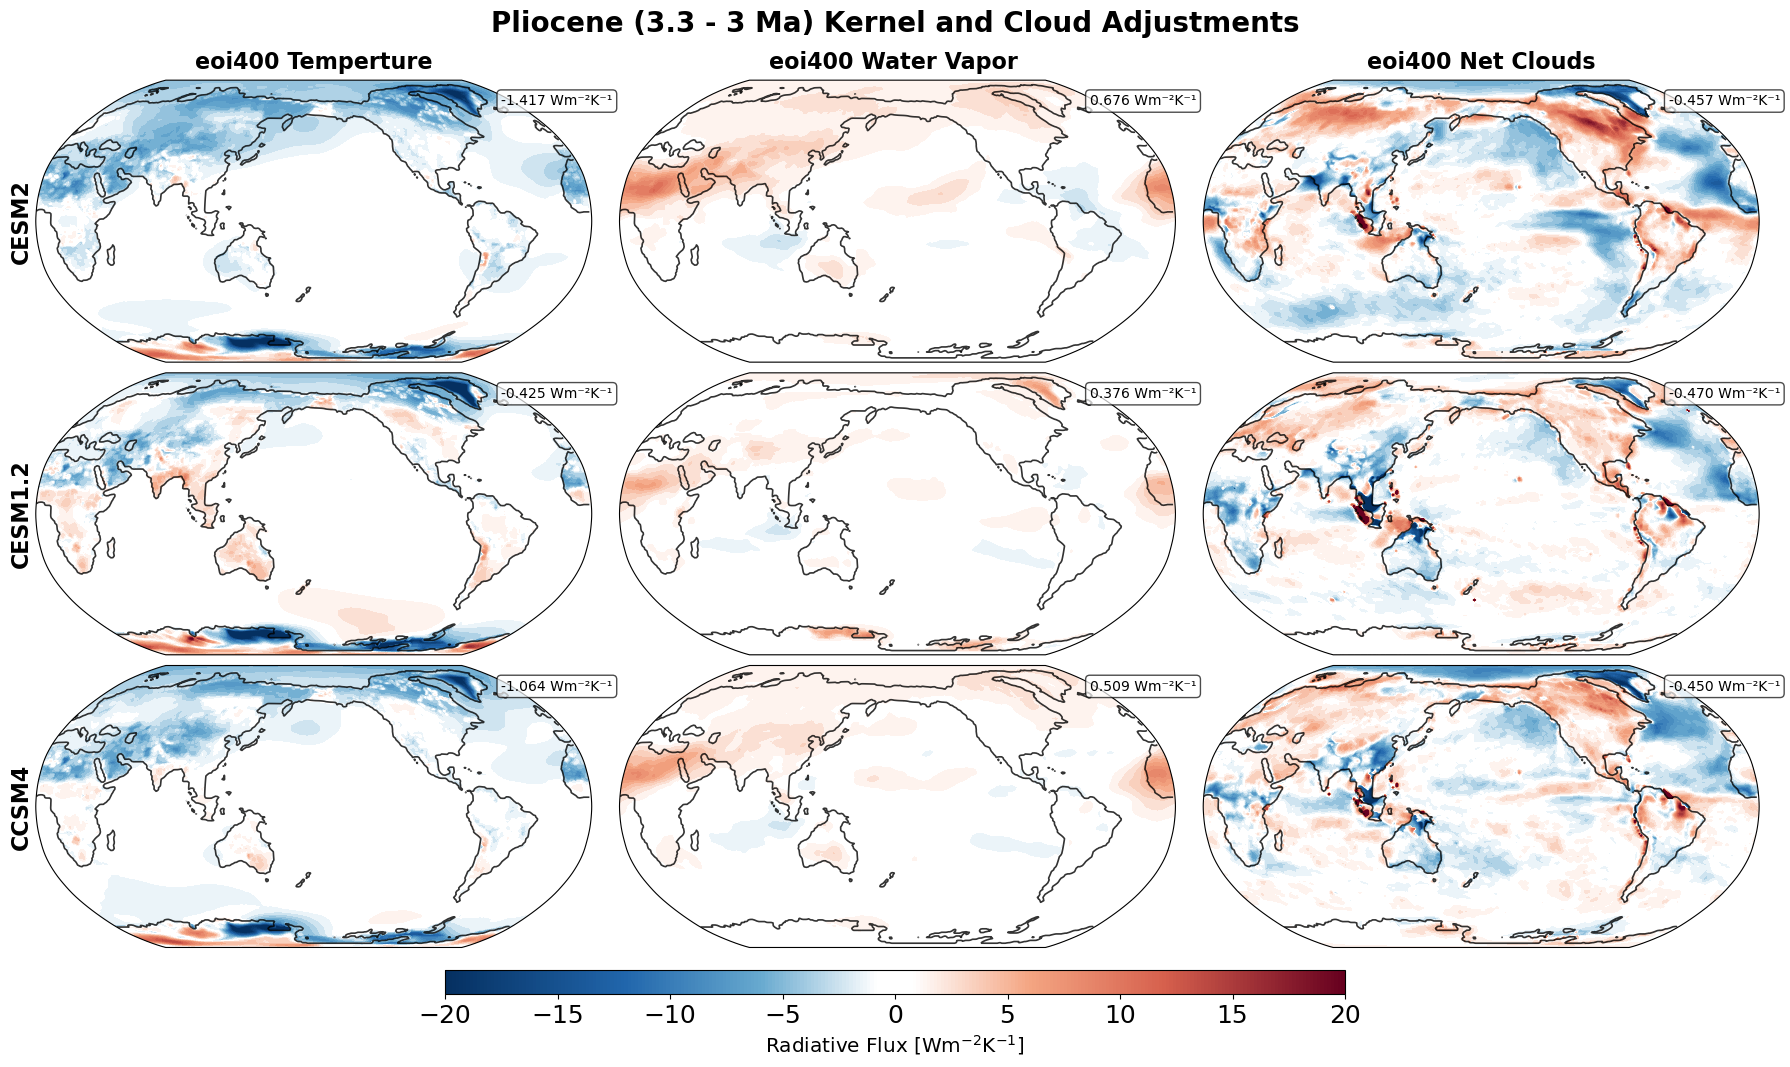 Pliocene (3.3 - 3 Ma) Kernel and Cloud Adjustments
eoi400 Temperture
eoi400 Water Vapor
eoi400 Net Clouds
CESM2
-1.417 Wm⁻²K⁻¹
0.676 Wm⁻²K⁻¹
-0.457 Wm⁻²K⁻¹
CESM1.2
-0.425 Wm⁻²K⁻¹
0.376 Wm⁻²K⁻¹
-0.470 Wm⁻²K⁻¹
CCSM4
-1.064 Wm⁻²K⁻¹
0.509 Wm⁻²K⁻¹
-0.450 Wm⁻²K⁻¹
−20 −15 −10 −5 0 5 10 15 20
Radiative Flux [Wm⁻²K⁻¹]